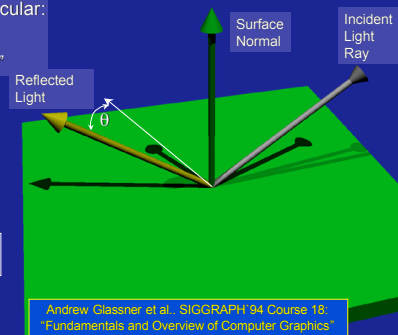 cular:
”
Surface
Normal
Incident
Light
Ray
Reflected
Light
θ
Andrew Glassner et al.. SIGGRAPH`94 Course 18:
“Fundamentals and Overview of Computer Graphics”